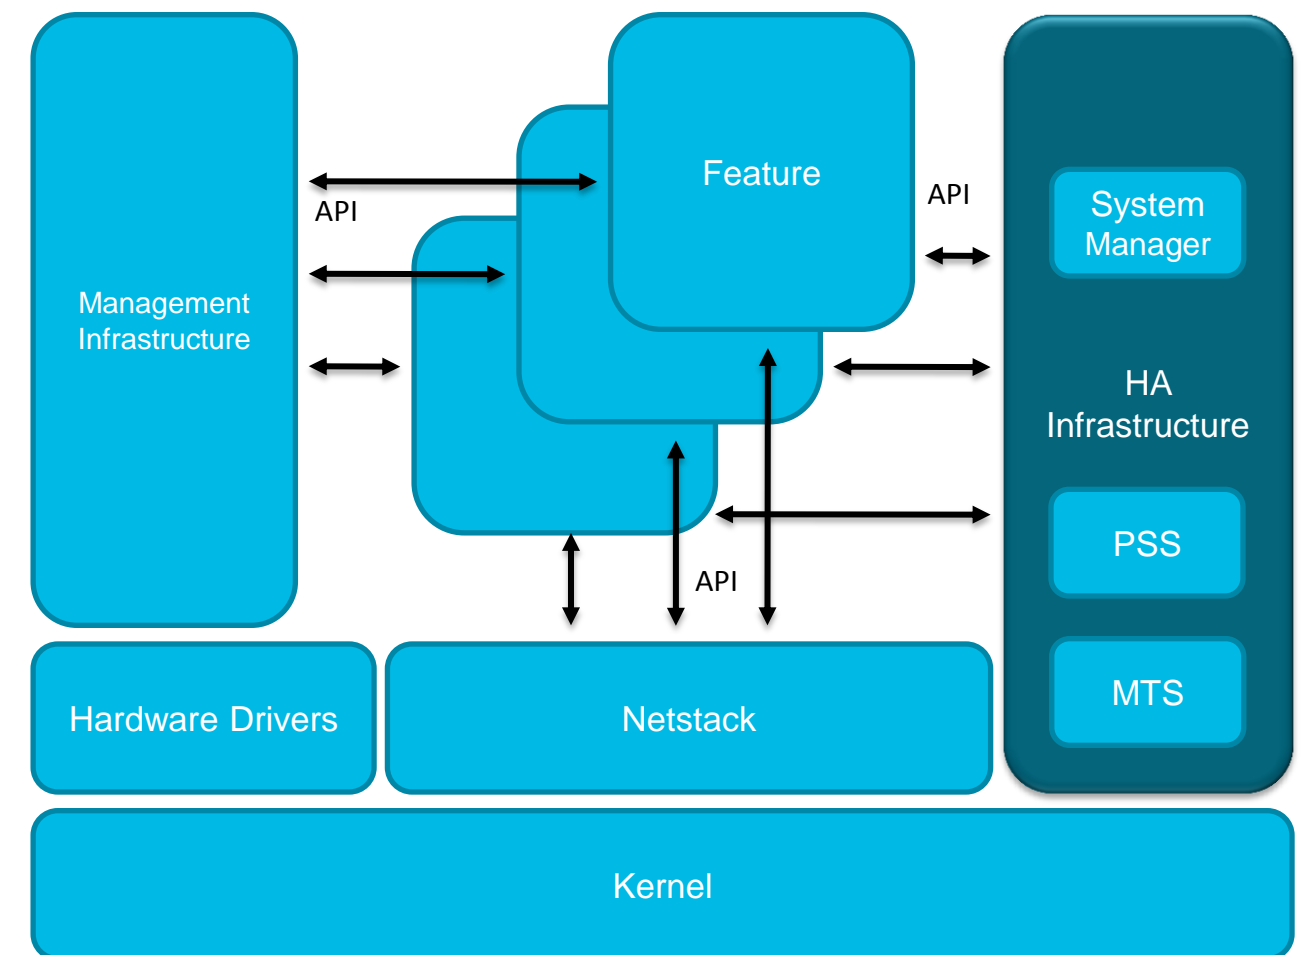 Feature
API
API
System
Manager
Management
Infrastructure
HA
Infrastructure
PSS
API
MTS
Hardware Drivers
Netstack
Kernel